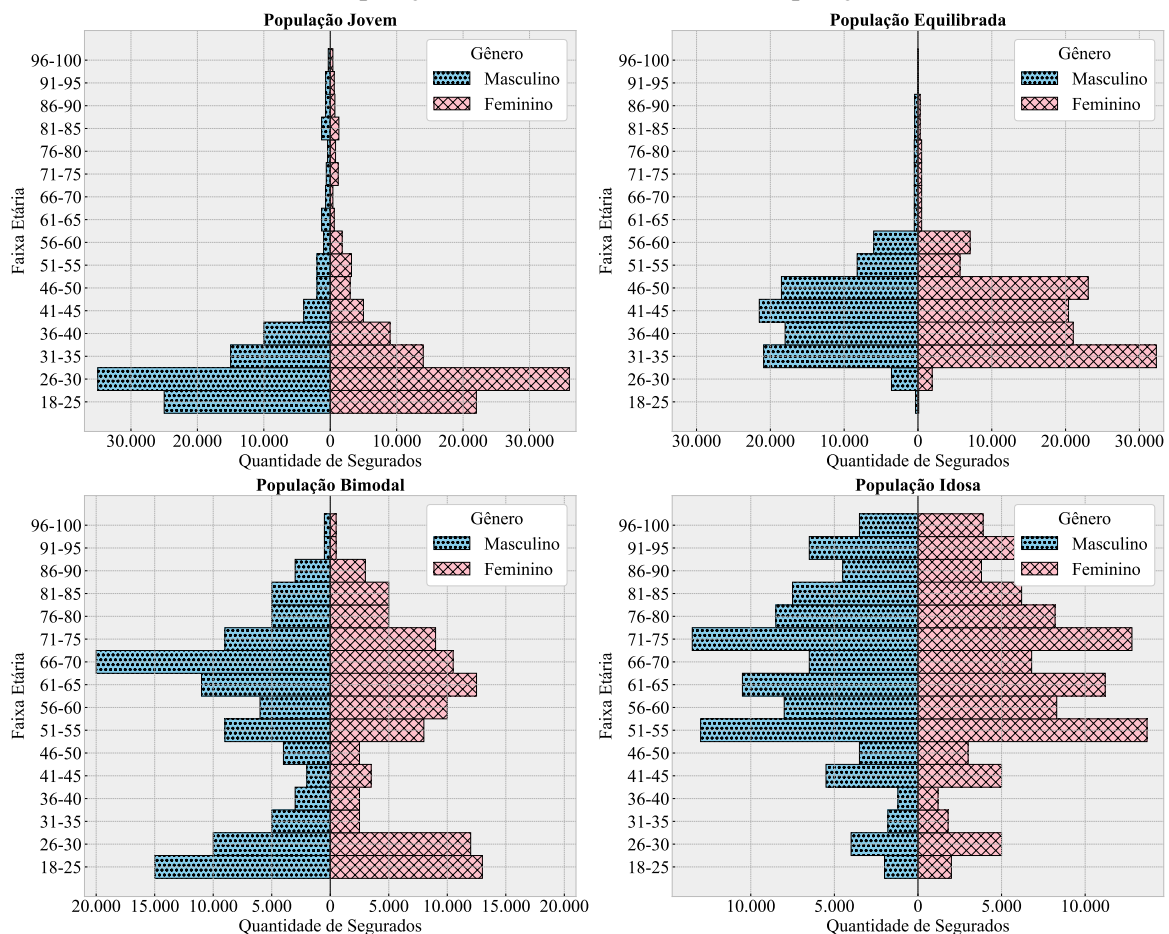 População Jovem
96-100
91-95
86-90
81-85
76-80
71-75
66-70
61-65
56-60
51-55
46-50
41-45
36-40
31-35
26-30
18-25
Faixa Etária
30.000 20.000 10.000 0 10.000 20.000 30.000
Quantidade de Segurados
Gênero
Masculino
Feminino
População Equilibrada
96-100
91-95
86-90
81-85
76-80
71-75
66-70
61-65
56-60
51-55
46-50
41-45
36-40
31-35
26-30
18-25
Faixa Etária
30.000 20.000 10.000 0 10.000 20.000 30.000
Quantidade de Segurados
Gênero
Masculino
Feminino
População Bimodal
96-100
91-95
86-90
81-85
76-80
71-75
66-70
61-65
56-60
51-55
46-50
41-45
36-40
31-35
26-30
18-25
Faixa Etária
20.000 15.000 10.000 5.000 0 5.000 10.000 15.000 20.000
Quantidade de Segurados
Gênero
Masculino
Feminino
População Idosa
96-100
91-95
86-90
81-85
76-80
71-75
66-70
61-65
56-60
51-55
46-50
41-45
36-40
31-35
26-30
18-25
Faixa Etária
10.000 5.000 0 5.000 10.000
Quantidade de Segurados
Gênero
Masculino
Feminino